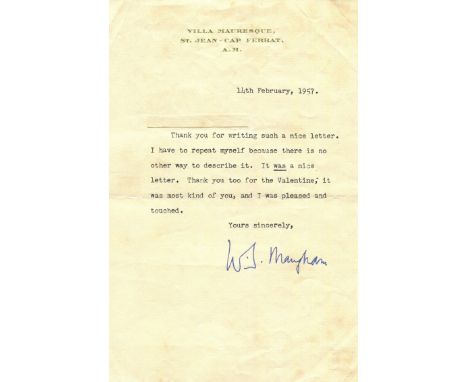 VILLA MAURESQUE,
ST. JEAN-CAP FERRAT,
A.M.
14th February, 1957.
Thank you for writing such a nice letter.
I have to repeat myself because there is no
other way to describe it. It was a nice
letter. Thank you too for the Valentine; it
was most kind of you, and I was pleased and
touched.
Yours sincerely,
W.S. Maugham